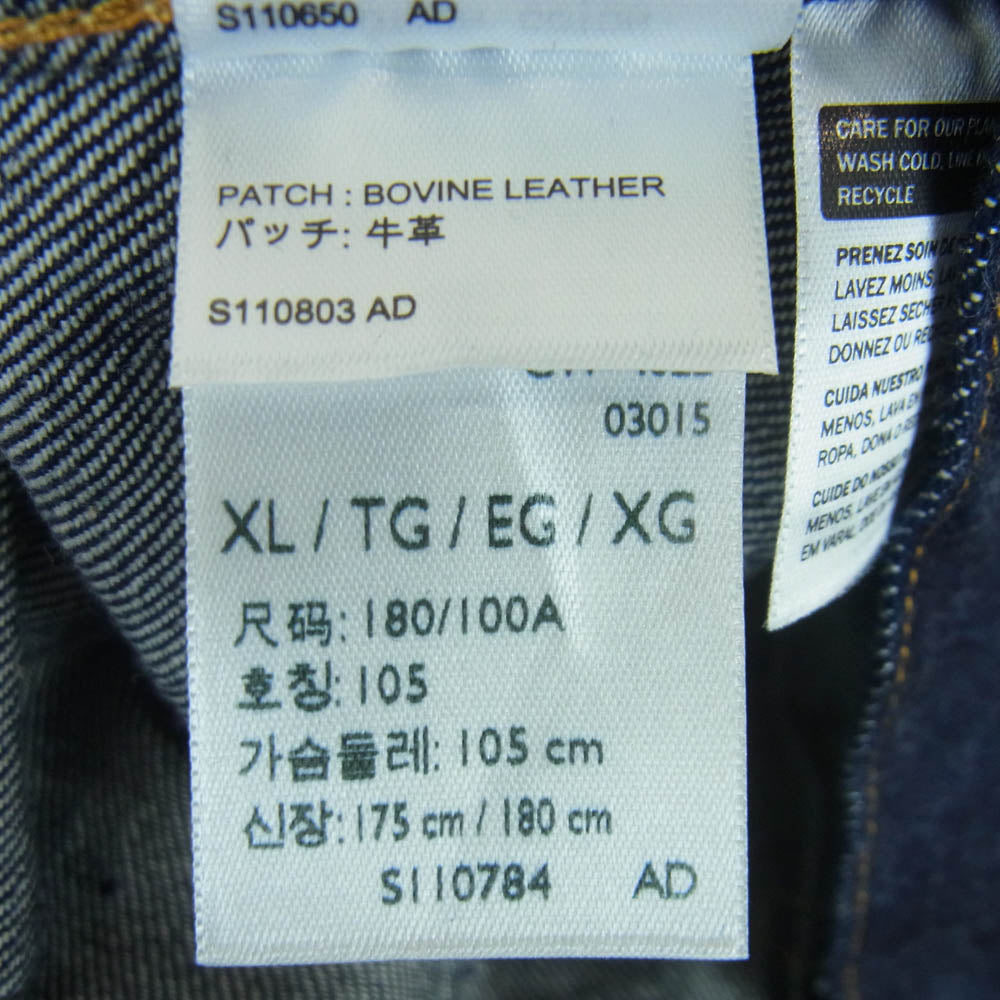 S110650 AD
PATCH : BOVINE LEATHER
パッチ: 牛革
S110803 AD
03015
XL / TG / EG / XG
尺码: 180/100A
호칭: 105
가슴둘레: 105 cm
신장: 175 cm / 180 cm
S110784 AD
CARE FOR OUR
WASH COLD,
RECYCLE
PRENEZ SOIN DE
LAVEZ MOINS,
LAISSEZ
DONNEZ OU
CUIDA NUESTRO
MENOS, LAVA EN
ROPA, DONA O
CUIDE DO NOSSO
MENOS, LAVE
EM VARAL,